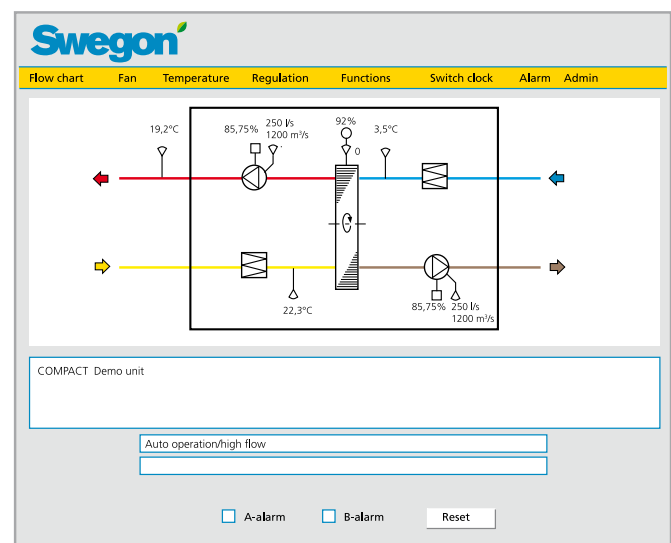 Swegon
Flow chart Fan Temperature Regulation Functions Switch clock Alarm Admin
19,2°C
85,75%
250 l/s
1200 m³/s
92%
0
3,5°C
22,3°C
85,75%
250 l/s
1200 m³/s
COMPACT Demo unit
Auto operation/high flow
A-alarm B-alarm Reset